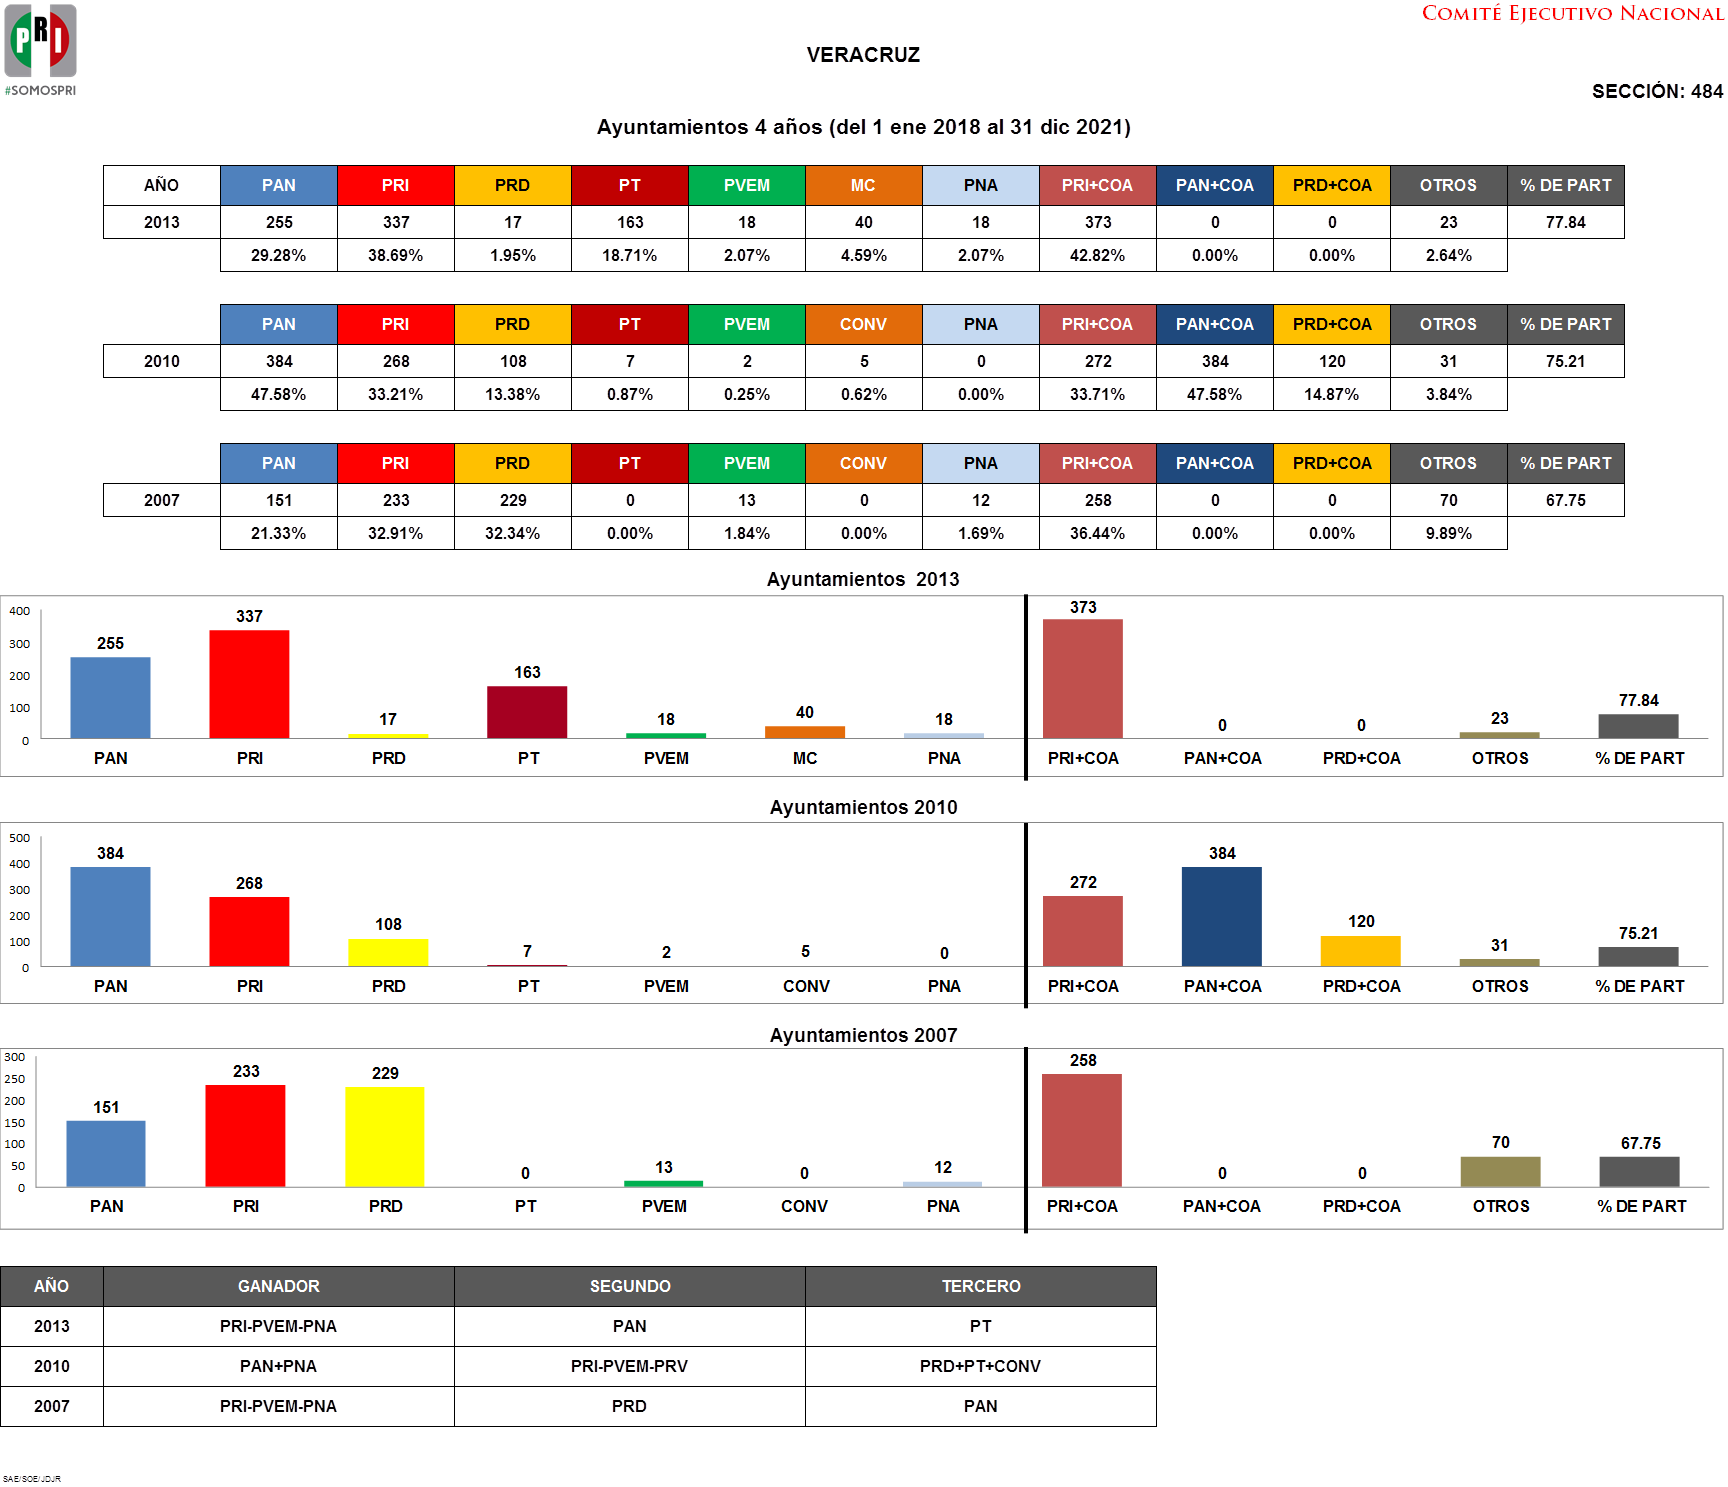 COMITÉ EJECUTIVO NACIONAL
PRI
#SOMOSPRI
VERACRUZ
SECCIÓN: 484
Ayuntamientos 4 años (del 1 ene 2018 al 31 dic 2021)
AÑO PAN PRI PRD PT PVEM MC PNA PRI+COA PAN+COA PRD+COA OTROS % DE PART
2013 255 337 17 163 18 40 18 373 0 0 23 77.84
29.28% 38.69% 1.95% 18.71% 2.07% 4.59% 2.07% 42.82% 0.00% 0.00% 2.64%
PAN PRI PRD PT PVEM CONV PNA PRI+COA PAN+COA PRD+COA OTROS % DE PART
2010 384 268 108 7 2 5 0 272 384 120 31 75.21
47.58% 33.21% 13.38% 0.87% 0.25% 0.62% 0.00% 33.71% 47.58% 14.87% 3.84%
PAN PRI PRD PT PVEM CONV PNA PRI+COA PAN+COA PRD+COA OTROS % DE PART
2007 151 233 229 0 13 0 12 258 0 0 70 67.75
21.33% 32.91% 32.34% 0.00% 1.84% 0.00% 1.69% 36.44% 0.00% 0.00% 9.89%
Ayuntamientos 2013
400
300
200
100
0
255 337 17 163 18 40 18 373 0 0 23 77.84
PAN PRI PRD PT PVEM MC PNA PRI+COA PAN+COA PRD+COA OTROS % DE PART
Ayuntamientos 2010
500
400
300
200
100
0
384 268 108 7 2 5 0 272 384 120 31 75.21
PAN PRI PRD PT PVEM CONV PNA PRI+COA PAN+COA PRD+COA OTROS % DE PART
Ayuntamientos 2007
300
250
200
150
100
50
0
151 233 229 0 13 0 12 258 0 0 70 67.75
PAN PRI PRD PT PVEM CONV PNA PRI+COA PAN+COA PRD+COA OTROS % DE PART
AÑO GANADOR SEGUNDO TERCERO
2013 PRI-PVEM-PNA PAN PT
2010 PAN+PNA PRI-PVEM-PRV PRD+PT+CONV
2007 PRI-PVEM-PNA PRD PAN
SAE/SOE/JDJR